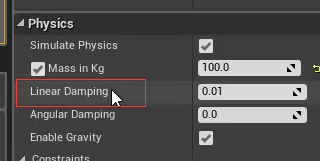 Physics
Simulate Physics
Mass in Kg 100.0
Linear Damping 0.01
Angular Damping 0.0
Enable Gravity
Constraints